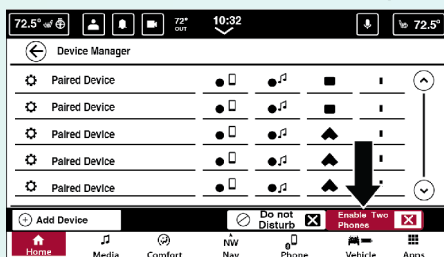 72.5° 72° OUT 10:32 72.5°
Device Manager
Paired Device
Paired Device
Paired Device
Paired Device
Paired Device
Add Device Do not Disturb Enable Two Phones
Home Media Comfort NW Nav 0 Phone Vehicle Apps